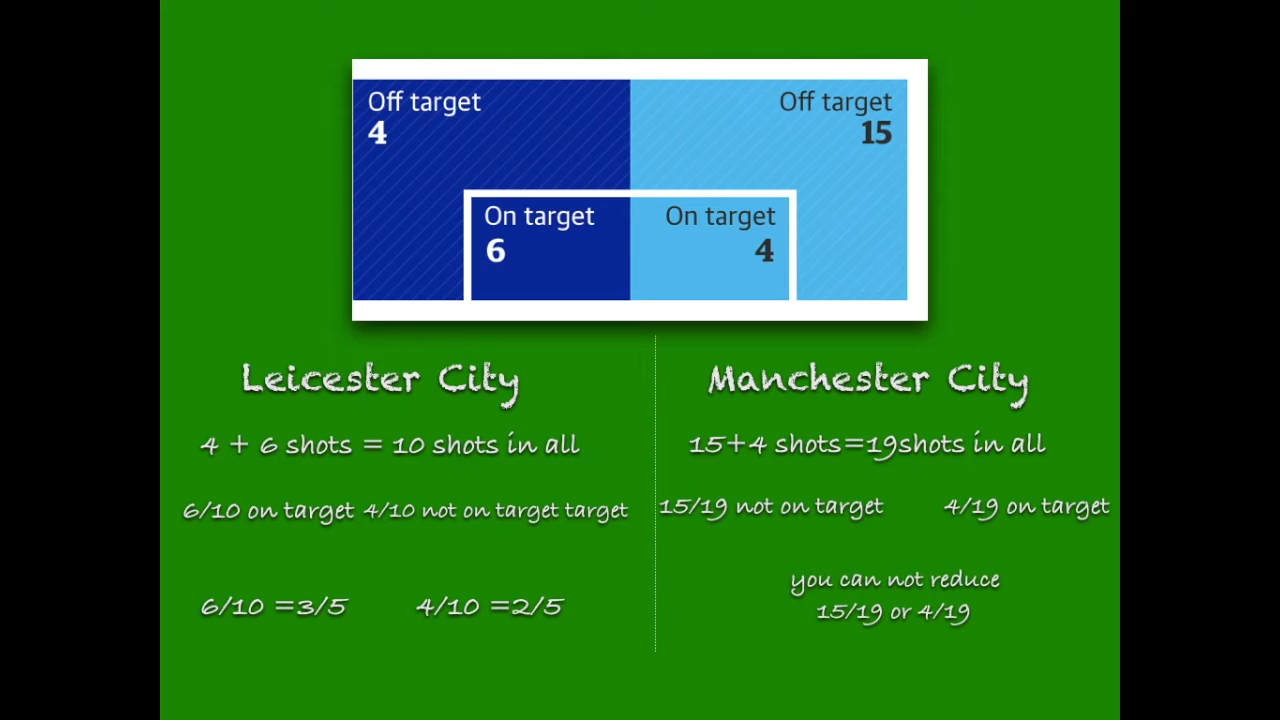 Off target
4
Off target
15
On target
6
On target
4
Leicester City
4 + 6 shots = 10 shots in all
6/10 on target 4/10 not on target target
6/10 =3/5 4/10 =2/5
Manchester City
15+4 shots=19shots in all
15/19 not on target 4/19 on target
you can not reduce
15/19 or 4/19